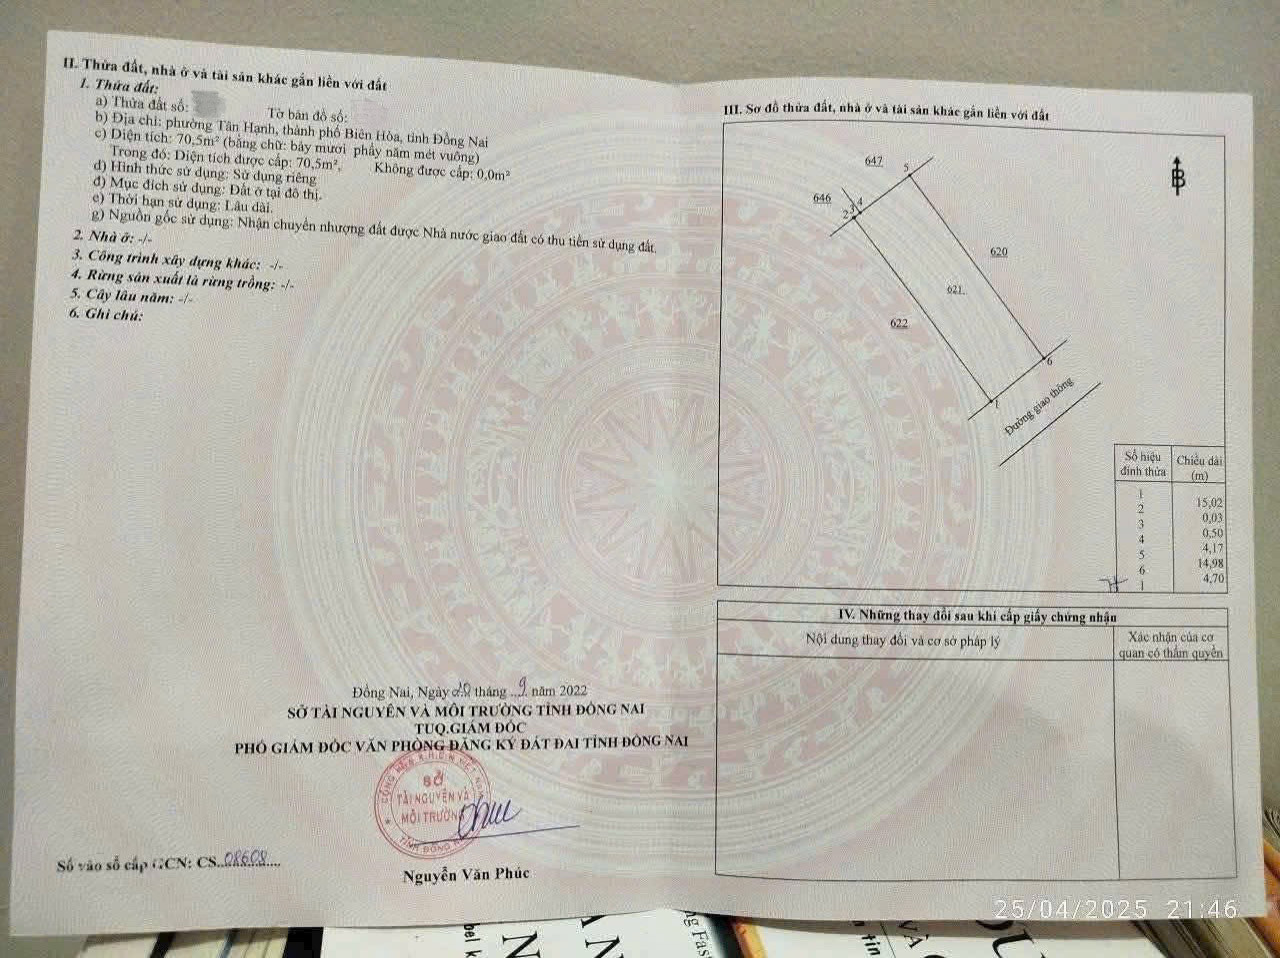 II. Thửa đất, nhà ở và tài sản khác gắn liền với đất
1. Thửa đất:
a) Thửa đất số: Tờ bản đồ số:
b) Địa chỉ: phường Tân Hạnh, thành phố Biên Hòa, tỉnh Đồng Nai
c) Diện tích: 70,5m² (bằng chữ: bảy mươi phẩy năm mét vuông)
Trong đó: Diện tích được cấp: 70,5m², Không được cấp: 0,0m²
d) Hình thức sử dụng: Sử dụng riêng
đ) Mục đích sử dụng: Đất ở tại đô thị.
e) Thời hạn sử dụng: Lâu dài.
g) Nguồn gốc sử dụng: Nhận chuyển nhượng đất được Nhà nước giao đất có thu tiền sử dụng đất.
2. Nhà ở: -/-
3. Công trình xây dựng khác: -/-
4. Rừng sản xuất là rừng trồng: -/-
5. Cây lâu năm: -/-
6. Ghi chú:
Đồng Nai, Ngày tháng 9 năm 2022
SỞ TÀI NGUYÊN VÀ MÔI TRƯỜNG TỈNH ĐỒNG NAI
TUQ.GIÁM ĐỐC
PHÓ GIÁM ĐỐC VĂN PHÒNG ĐĂNG KÝ ĐẤT ĐAI TỈNH ĐỒNG NAI
SỞ
TÀI NGUYÊN VÀ
MÔI TRƯỜNG
Nguyễn Văn Phúc
Số vào sổ cấp GCN: CS 08608
III. Sơ đồ thửa đất, nhà ở và tài sản khác gắn liền với đất
647
5
B
646
4
2 3
620
621
622
6
1
Đường giao thông
Số hiệu đỉnh thửa
Chiều dài (m)
1
15,02
2
0,03
3
0,50
4
4,17
5
14,98
6
4,70
1
IV. Những thay đổi sau khi cấp giấy chứng nhận
Nội dung thay đổi và cơ sở pháp lý
Xác nhận của cơ
quan có thẩm quyền
25/04/2025 21:46